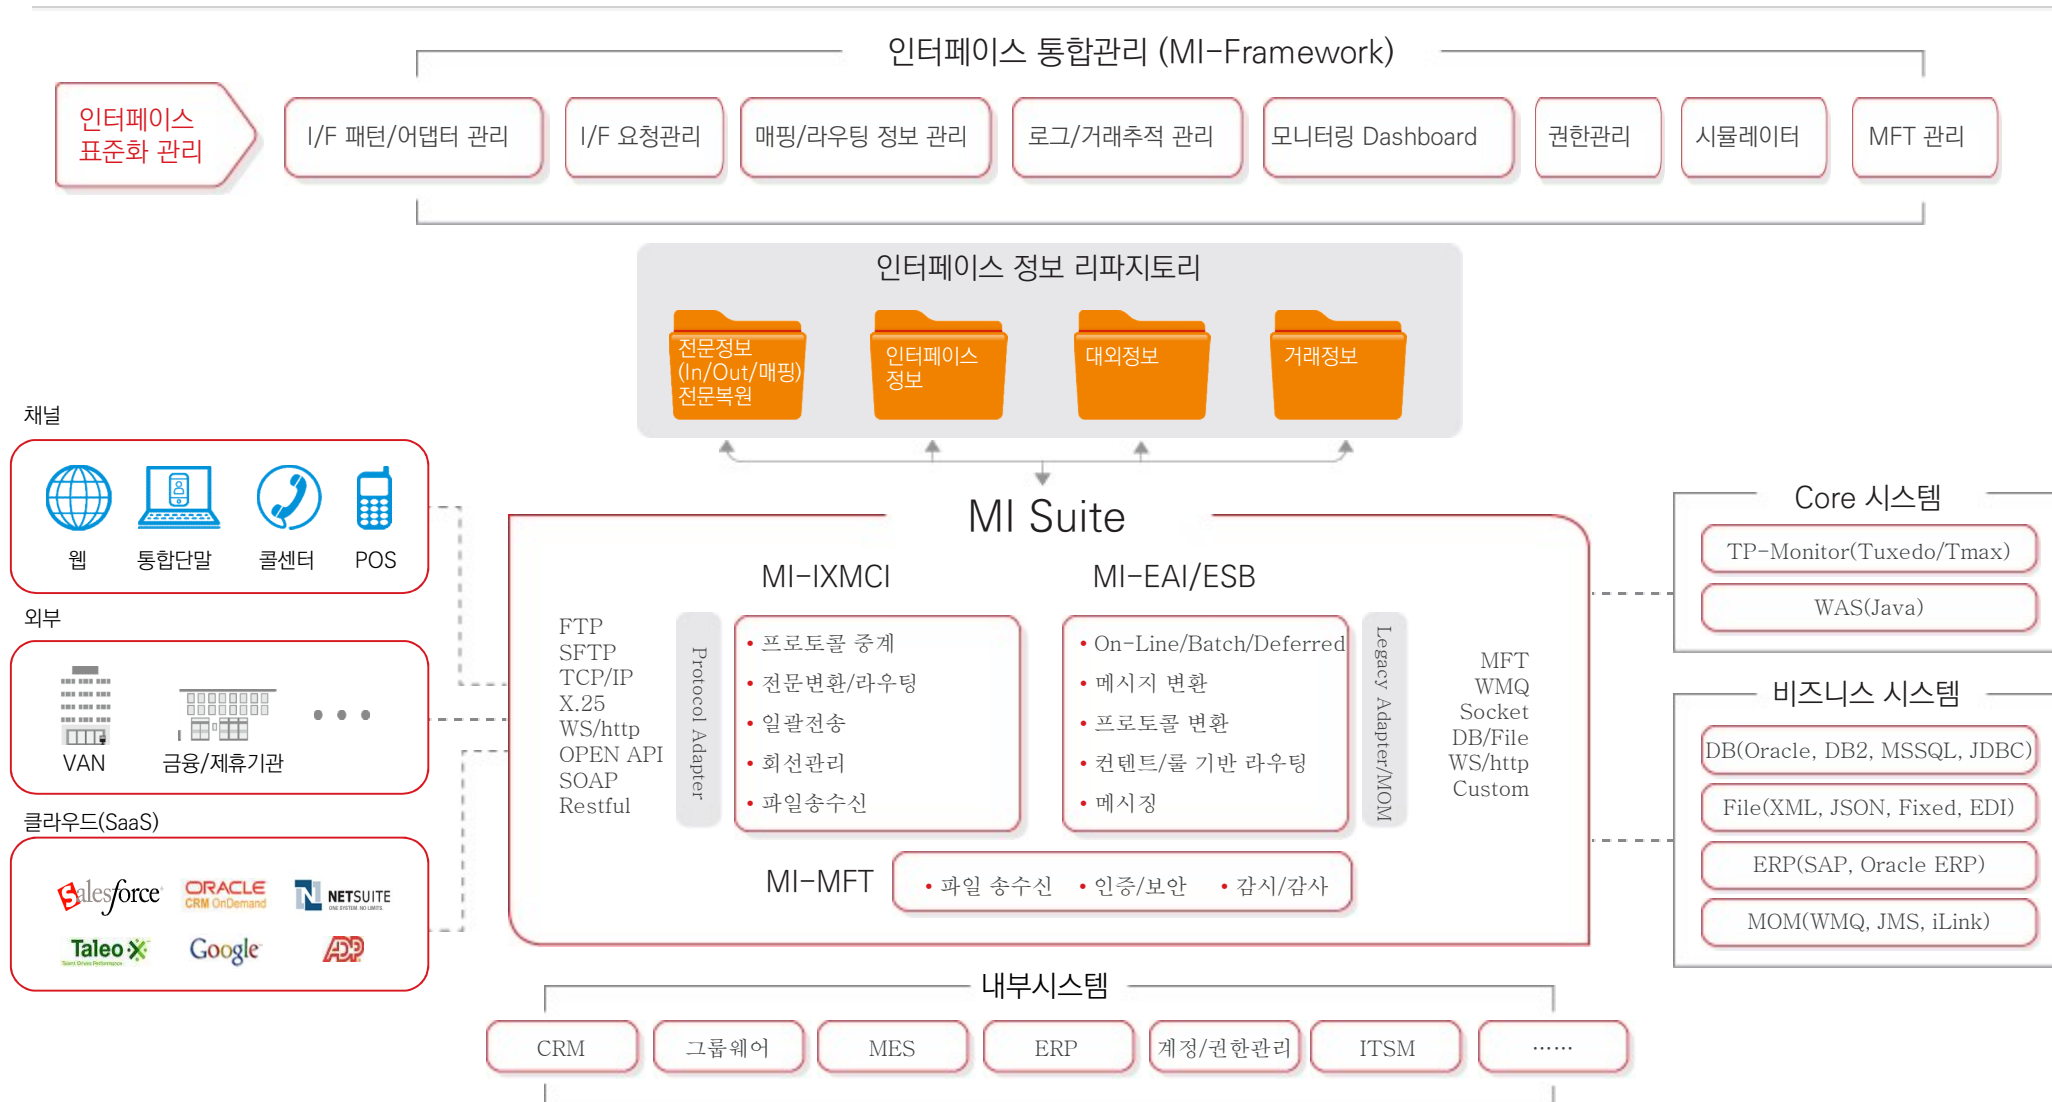 인터페이스 통합관리 (MI-Framework)
인터페이스
표준화 관리
I/F 패턴/어댑터 관리
I/F 요청관리
매핑/라우팅 정보 관리
로그/거래추적 관리
모니터링 Dashboard
권한관리
시뮬레이터
MFT 관리
인터페이스 정보 리파지토리
전문정보
(In/Out/매핑)
전문복원
인터페이스
정보
대외정보
거래정보
채널
웹
통합단말
콜센터
POS
외부
VAN
금융/제휴기관
클라우드(SaaS)
salesforce
ORACLE
CRM OnDemand
N NETSUITE
ONE SYSTEM. NO LIMITS.
Taleo
Talent Driven Performance
Google
ADP
MI Suite
MI-IXMCI
MI-EAI/ESB
FTP
SFTP
TCP/IP
X.25
WS/http
OPEN API
SOAP
Restful
Protocol Adapter
• 프로토콜 중계
• 전문변환/라우팅
• 일괄전송
• 회선관리
• 파일송수신
• On-Line/Batch/Deferred
• 메시지 변환
• 프로토콜 변환
• 컨텐트/룰 기반 라우팅
• 메시징
Legacy Adapter/MOM
MFT
WMQ
Socket
DB/File
WS/http
Custom
MI-MFT
• 파일 송수신 • 인증/보안 • 감시/감사
Core 시스템
TP-Monitor(Tuxedo/Tmax)
WAS(Java)
비즈니스 시스템
DB(Oracle, DB2, MSSQL, JDBC)
File(XML, JSON, Fixed, EDI)
ERP(SAP, Oracle ERP)
MOM(WMQ, JMS, iLink)
내부시스템
CRM
그룹웨어
MES
ERP
계정/권한관리
ITSM
……